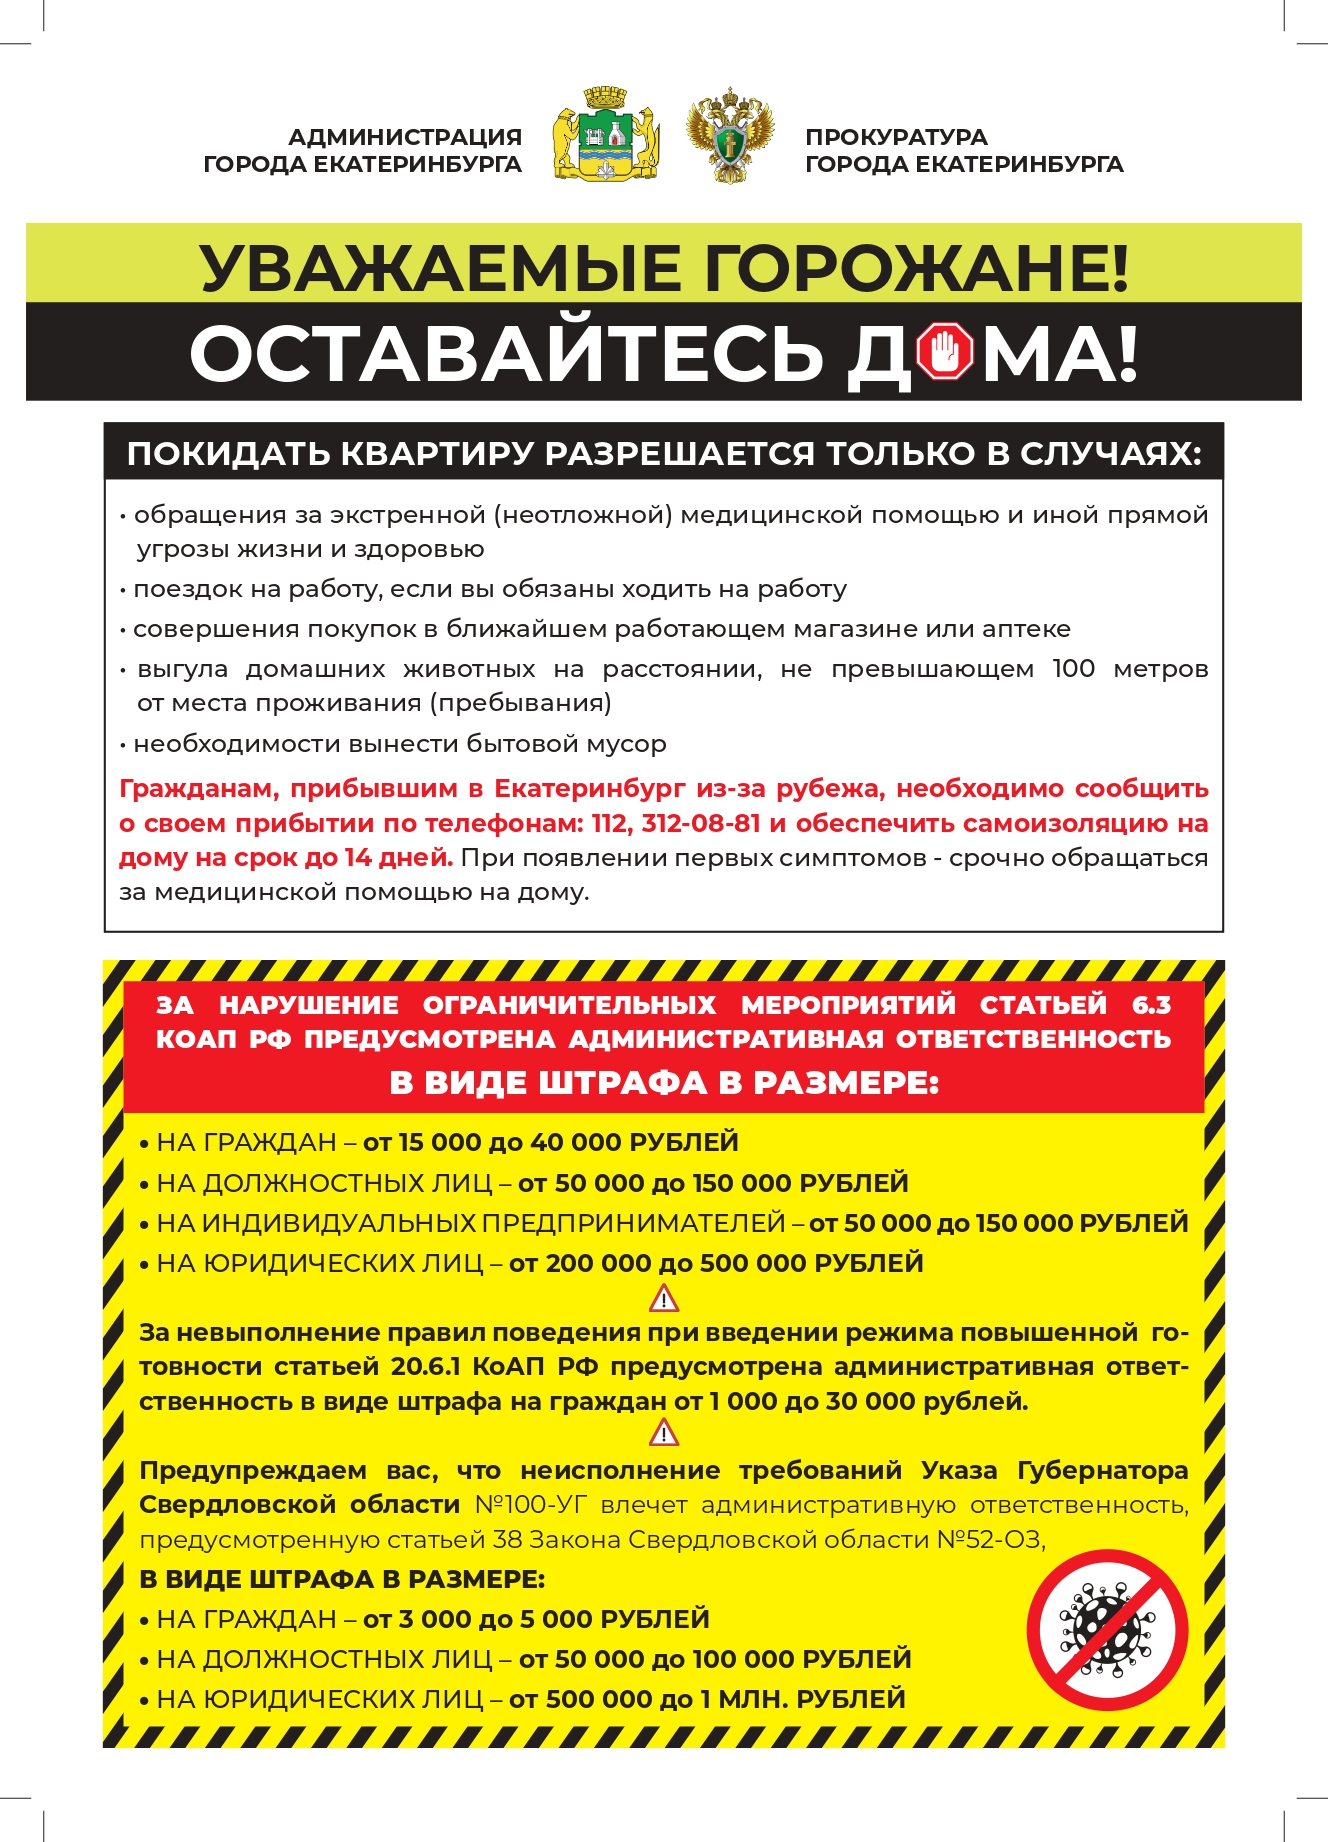 АДМИНИСТРАЦИЯ
ГОРОДА ЕКАТЕРИНБУРГА
ПРОКУРАТУРА
ГОРОДА ЕКАТЕРИНБУРГА
УВАЖАЕМЫЕ ГОРОЖАНЕ!
ОСТАВАЙТЕСЬ ДОМА!
ПОКИДАТЬ КВАРТИРУ РАЗРЕШАЕТСЯ ТОЛЬКО В СЛУЧАЯХ:
• обращения за экстренной (неотложной) медицинской помощью и иной прямой
угрозы жизни и здоровью
• поездок на работу, если вы обязаны ходить на работу
• совершения покупок в ближайшем работающем магазине или аптеке
• выгула домашних животных на расстоянии, не превышающем 100 метров
от места проживания (пребывания)
• необходимости вынести бытовой мусор
Гражданам, прибывшим в Екатеринбург из-за рубежа, необходимо сообщить
о своем прибытии по телефонам: 112, 312-08-81 и обеспечить самоизоляцию на
дому на срок до 14 дней. При появлении первых симптомов - срочно обращаться
за медицинской помощью на дому.
ЗА НАРУШЕНИЕ ОГРАНИЧИТЕЛЬНЫХ МЕРОПРИЯТИЙ СТАТЬЕЙ 6.3
КОАП РФ ПРЕДУСМОТРЕНА АДМИНИСТРАТИВНАЯ ОТВЕТСТВЕННОСТЬ
В ВИДЕ ШТРАФА В РАЗМЕРЕ:
• НА ГРАЖДАН – от 15 000 до 40 000 РУБЛЕЙ
• НА ДОЛЖНОСТНЫХ ЛИЦ – от 50 000 до 150 000 РУБЛЕЙ
• НА ИНДИВИДУАЛЬНЫХ ПРЕДПРИНИМАТЕЛЕЙ – от 50 000 до 150 000 РУБЛЕЙ
• НА ЮРИДИЧЕСКИХ ЛИЦ – от 200 000 до 500 000 РУБЛЕЙ
!
За невыполнение правил поведения при введении режима повышенной го-
товности статьей 20.6.1 КоАП РФ предусмотрена административная ответ-
ственность в виде штрафа на граждан от 1 000 до 30 000 рублей.
!
Предупреждаем вас, что неисполнение требований Указа Губернатора
Свердловской области №100-УГ влечет административную ответственность,
предусмотренную статьей 38 Закона Свердловской области №52-ОЗ,
В ВИДЕ ШТРАФА В РАЗМЕРЕ:
• НА ГРАЖДАН – от 3 000 до 5 000 РУБЛЕЙ
• НА ДОЛЖНОСТНЫХ ЛИЦ – от 50 000 до 100 000 РУБЛЕЙ
• НА ЮРИДИЧЕСКИХ ЛИЦ – от 500 000 до 1 МЛН. РУБЛЕЙ